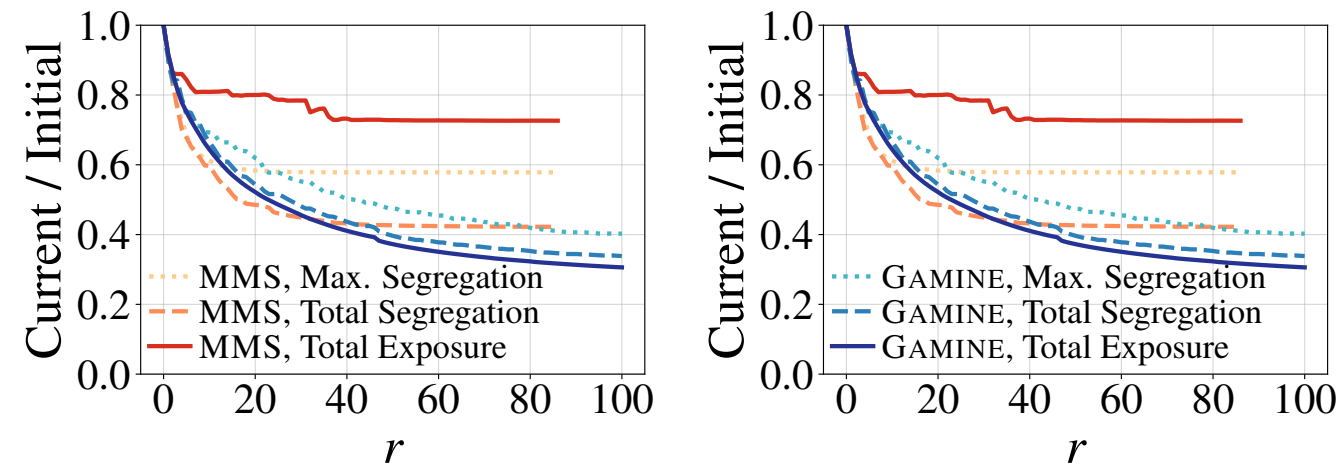 Current / Initial
1.0
0.8
0.6
0.4
0.2
0.0
MMS, Max. Segregation
MMS, Total Segregation
MMS, Total Exposure
0 20 40 60 80 100
r
Current / Initial
1.0
0.8
0.6
0.4
0.2
0.0
GAMINE, Max. Segregation
GAMINE, Total Segregation
GAMINE, Total Exposure
0 20 40 60 80 100
r